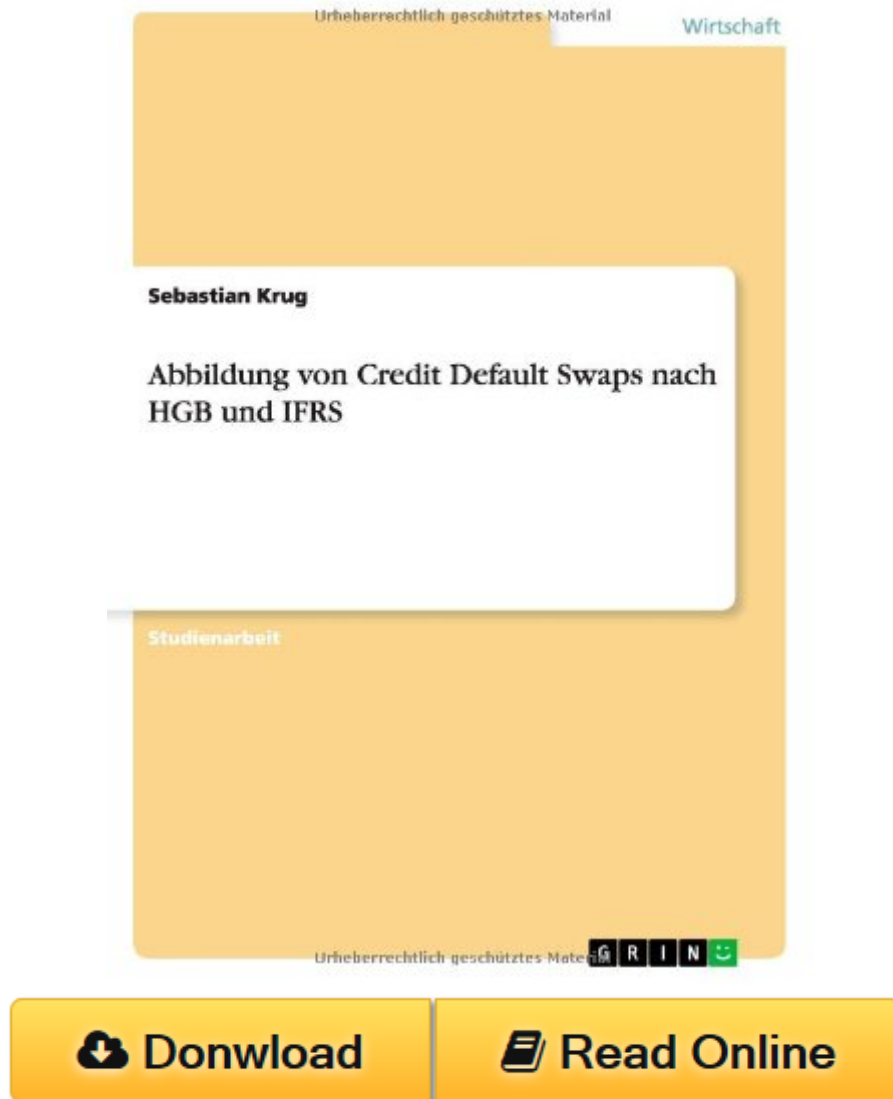 Urheberrechtlich geschütztes Material
Wirtschaft
Sebastian Krug
Abbildung von Credit Default Swaps nach
HGB und IFRS
Studienarbeit
Urheberrechtlich geschütztes Material
GRIN
Donwload
Read Online